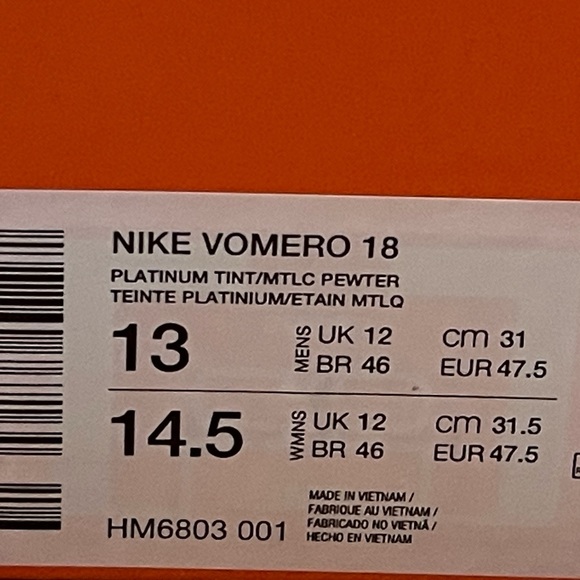 NIKE VOMERO 18
PLATINUM TINT/MTLC PEWTER
TEINTE PLATINIUM/ETAIN MTLQ
13 MENS UK 12 cm 31
BR 46 EUR 47.5
14.5 WMNS UK 12 cm 31.5
BR 46 EUR 47.5
MADE IN VIETNAM /
FABRIQUE AU VIETNAM /
FABRICADO NO VIETNÃ /
HECHO EN VIETNAM
HM6803 001